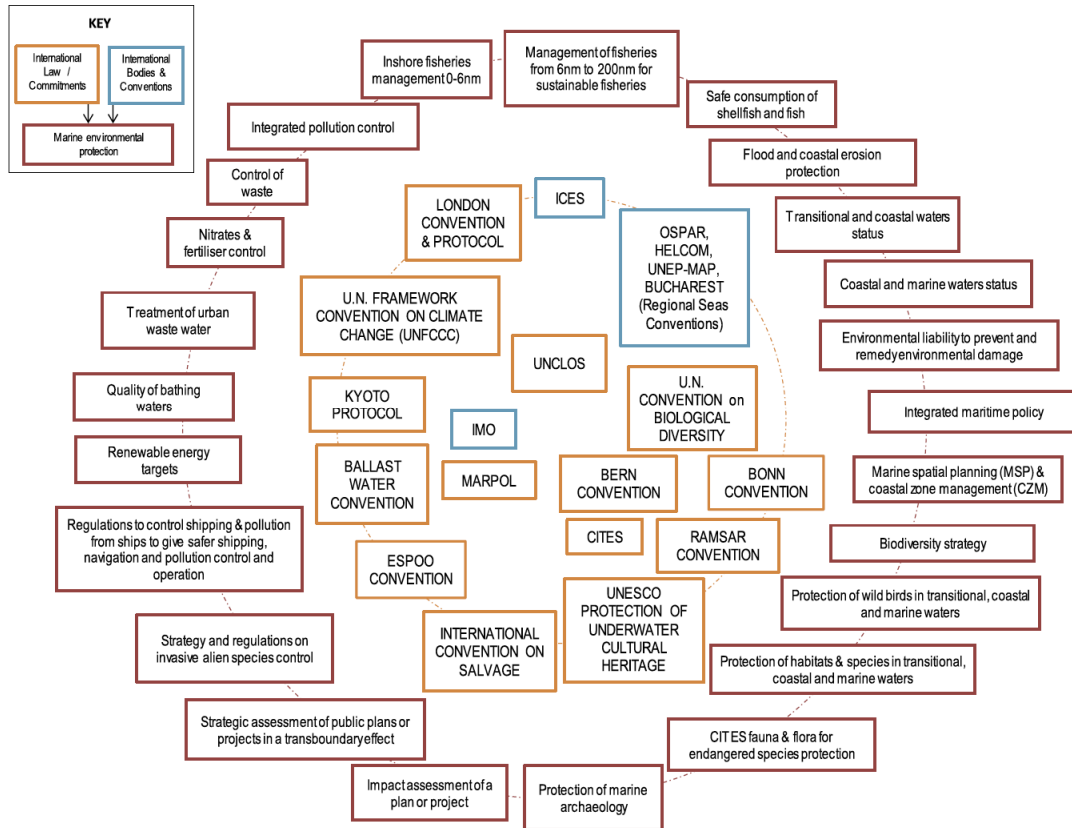 KEY
International
Law /
Commitments
International
Bodies &
Conventions
Marine environmental
protection
Inshore fisheries
management 0-6nm
Management of fisheries
from 6nm to 200nm for
sustainable fisheries
Safe consumption of
shellfish and fish
Flood and coastal erosion
protection
Transitional and coastal waters
status
Coastal and marine waters status
Environmental liability to prevent and
remedy environmental damage
Integrated maritime policy
Marine spatial planning (MSP) &
coastal zone management (CZM)
Biodiversity strategy
Protection of wild birds in transitional, coastal
and marine waters
Protection of habitats & species in transitional,
coastal and marine waters
CITES fauna & flora for
endangered species protection
Protection of marine
archaeology
Impact assessment of a
plan or project
Strategic assessment of public plans or
projects in a transboundary effect
Strategy and regulations on
invasive alien species control
Regulations to control shipping & pollution
from ships to give safer shipping,
navigation and pollution control and
operation
Renewable energy
targets
Quality of bathing
waters
Treatment of urban
waste water
Nitrates &
fertiliser control
Control of
waste
Integrated pollution control
LONDON
CONVENTION
& PROTOCOL
ICES
OSPAR,
HELCOM,
UNEP-MAP,
BUCHAREST
(Regional Seas
Conventions)
U.N. FRAMEWORK
CONVENTION ON CLIMATE
CHANGE (UNFCCC)
UNCLOS
U.N.
CONVENTION on
BIOLOGICAL
DIVERSITY
KYOTO
PROTOCOL
IMO
BALLAST
WATER
CONVENTION
MARPOL
BERN
CONVENTION
BONN
CONVENTION
CITES
RAMSAR
CONVENTION
ESPOO
CONVENTION
INTERNATIONAL
CONVENTION ON
SALVAGE
UNESCO
PROTECTION OF
UNDERWATER
CULTURAL
HERITAGE